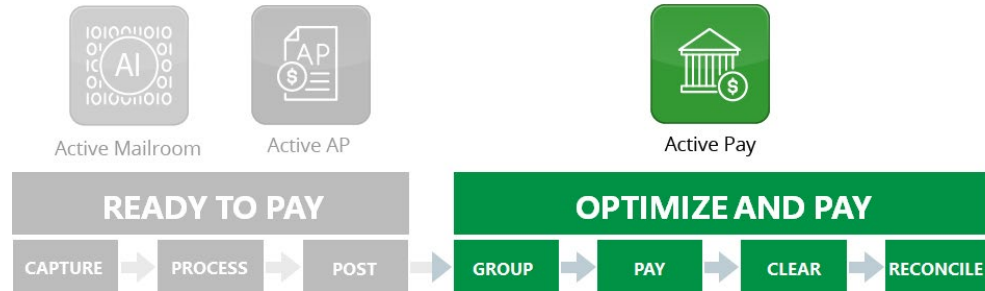 AI
AP
Active Mailroom
Active AP
Active Pay
READY TO PAY
OPTIMIZE AND PAY
CAPTURE
PROCESS
POST
GROUP
PAY
CLEAR
RECONCILE